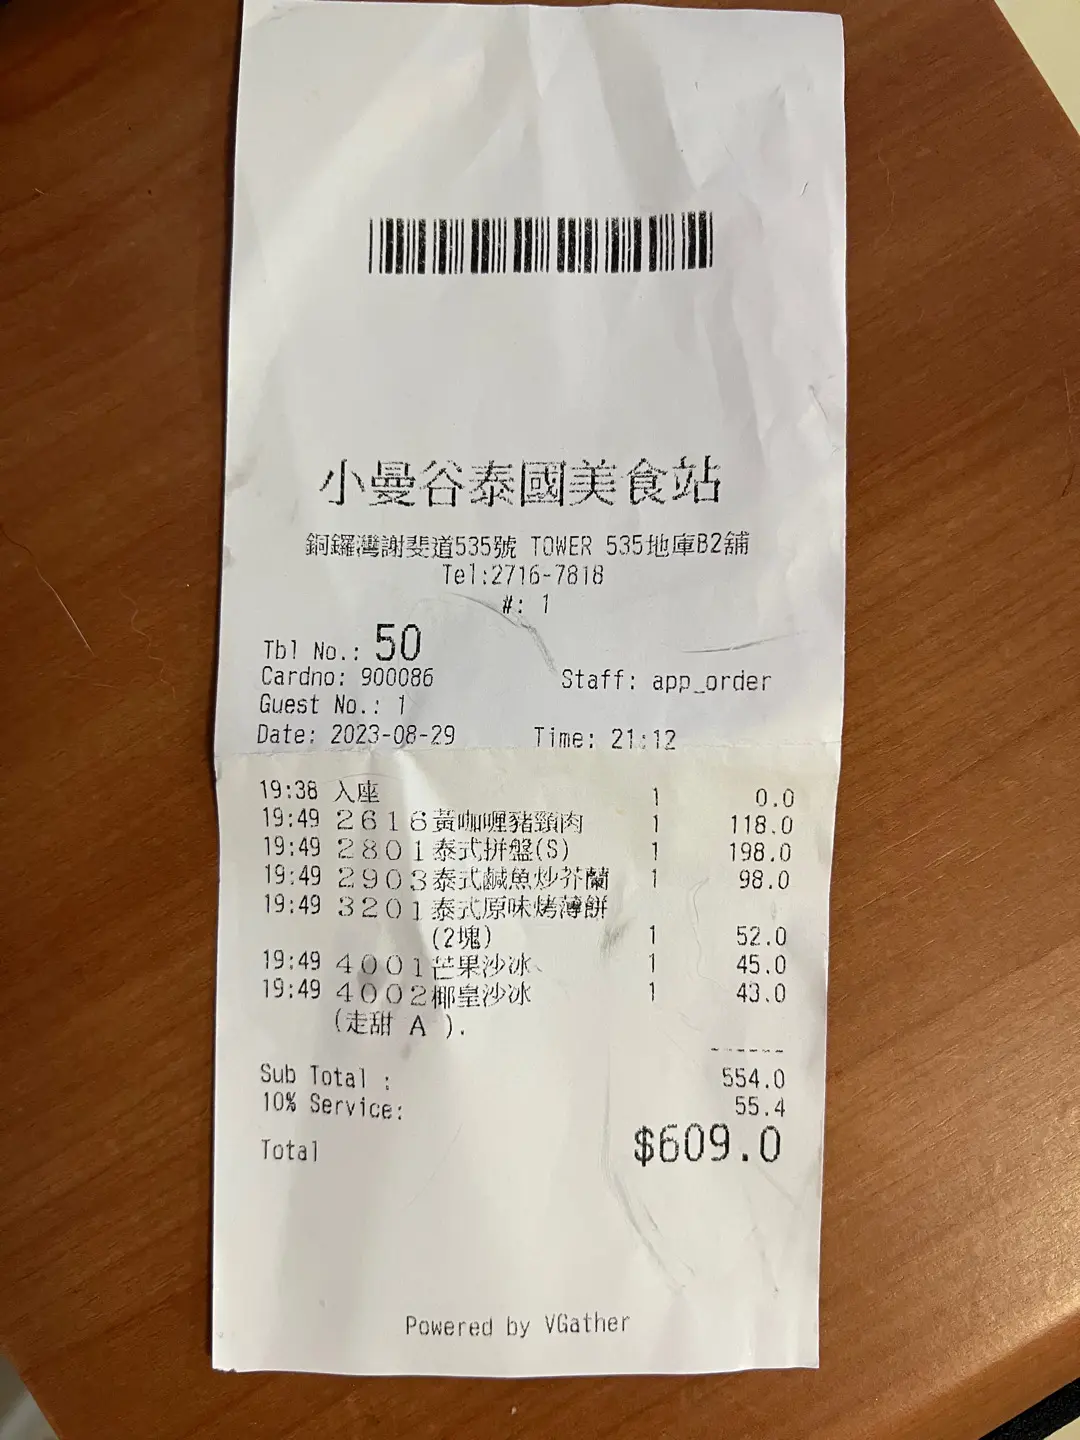 小曼谷泰國美食站
銅鑼灣謝斐道535號 TOWER 535地庫B2舖
Tel:2716-7818
#: 1
Tbl No.: 50
Cardno: 900086 Staff: app_order
Guest No.: 1
Date: 2023-08-29 Time: 21:12
19:38 入座 1 0.0
19:49 2616黃咖喱豬頸肉 1 118.0
19:49 2801泰式拼盤(S) 1 198.0
19:49 2903泰式鹹魚炒芥蘭 1 98.0
19:49 3201泰式原味烤薄餅
(2塊) 1 52.0
19:49 4001芒果沙冰 1 45.0
19:49 4002椰皇沙冰 1 43.0
(走甜 A ).
------
Sub Total : 554.0
10% Service: 55.4
Total $609.0
Powered by VGather